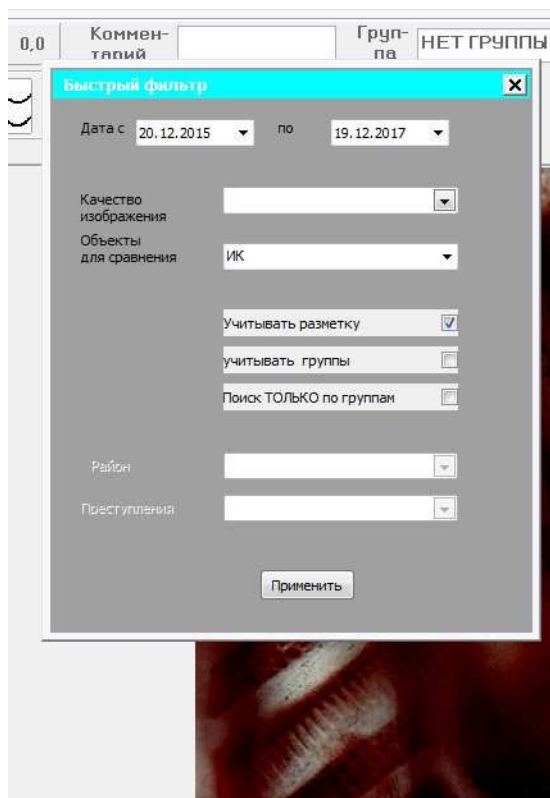 0,0
Коммен-
тарий
Груп-
па
НЕТ ГРУППЫ
Быстрый фильтр
Дата с 20.12.2015 по 19.12.2017
Качество
изображения
Объекты
для сравнения
ИК
Учитывать разметку
учитывать группы
Поиск ТОЛЬКО по группам
Район
Преступления
Применить